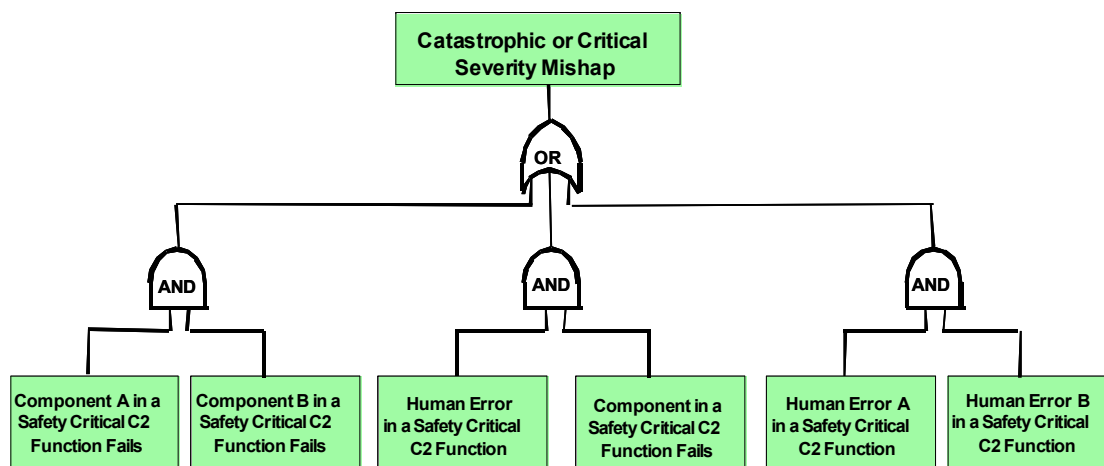 Catastrophic or Critical
Severity Mishap
OR
AND
AND
AND
Component A in a
Safety Critical C2
Function Fails
Component B in a
Safety Critical C2
Function Fails
Human Error
in a Safety Critical
C2 Function
Component in a
Safety Critical C2
Function Fails
Human Error A
in a Safety Critical
C2 Function
Human Error B
in a Safety Critical
C2 Function